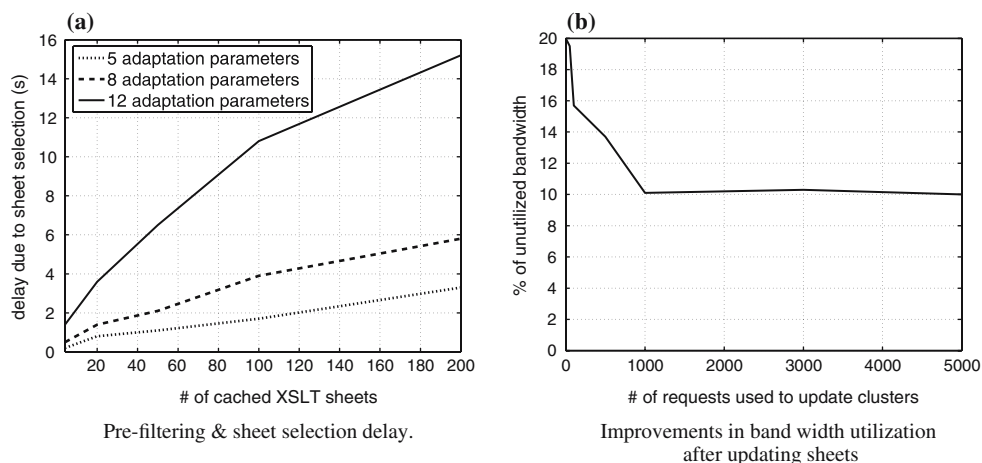 (a)
delay due to sheet selection (s)
16
14
12
10
8
6
4
2
0
5 adaptation parameters
8 adaptation parameters
12 adaptation parameters
20 40 60 80 100 120 140 160 180 200
# of cached XSLT sheets
Pre-filtering & sheet selection delay.
(b)
% of unutilized bandwidth
20
18
16
14
12
10
8
6
4
2
0
0 1000 2000 3000 4000 5000
# of requests used to update clusters
Improvements in band width utilization
after updating sheets